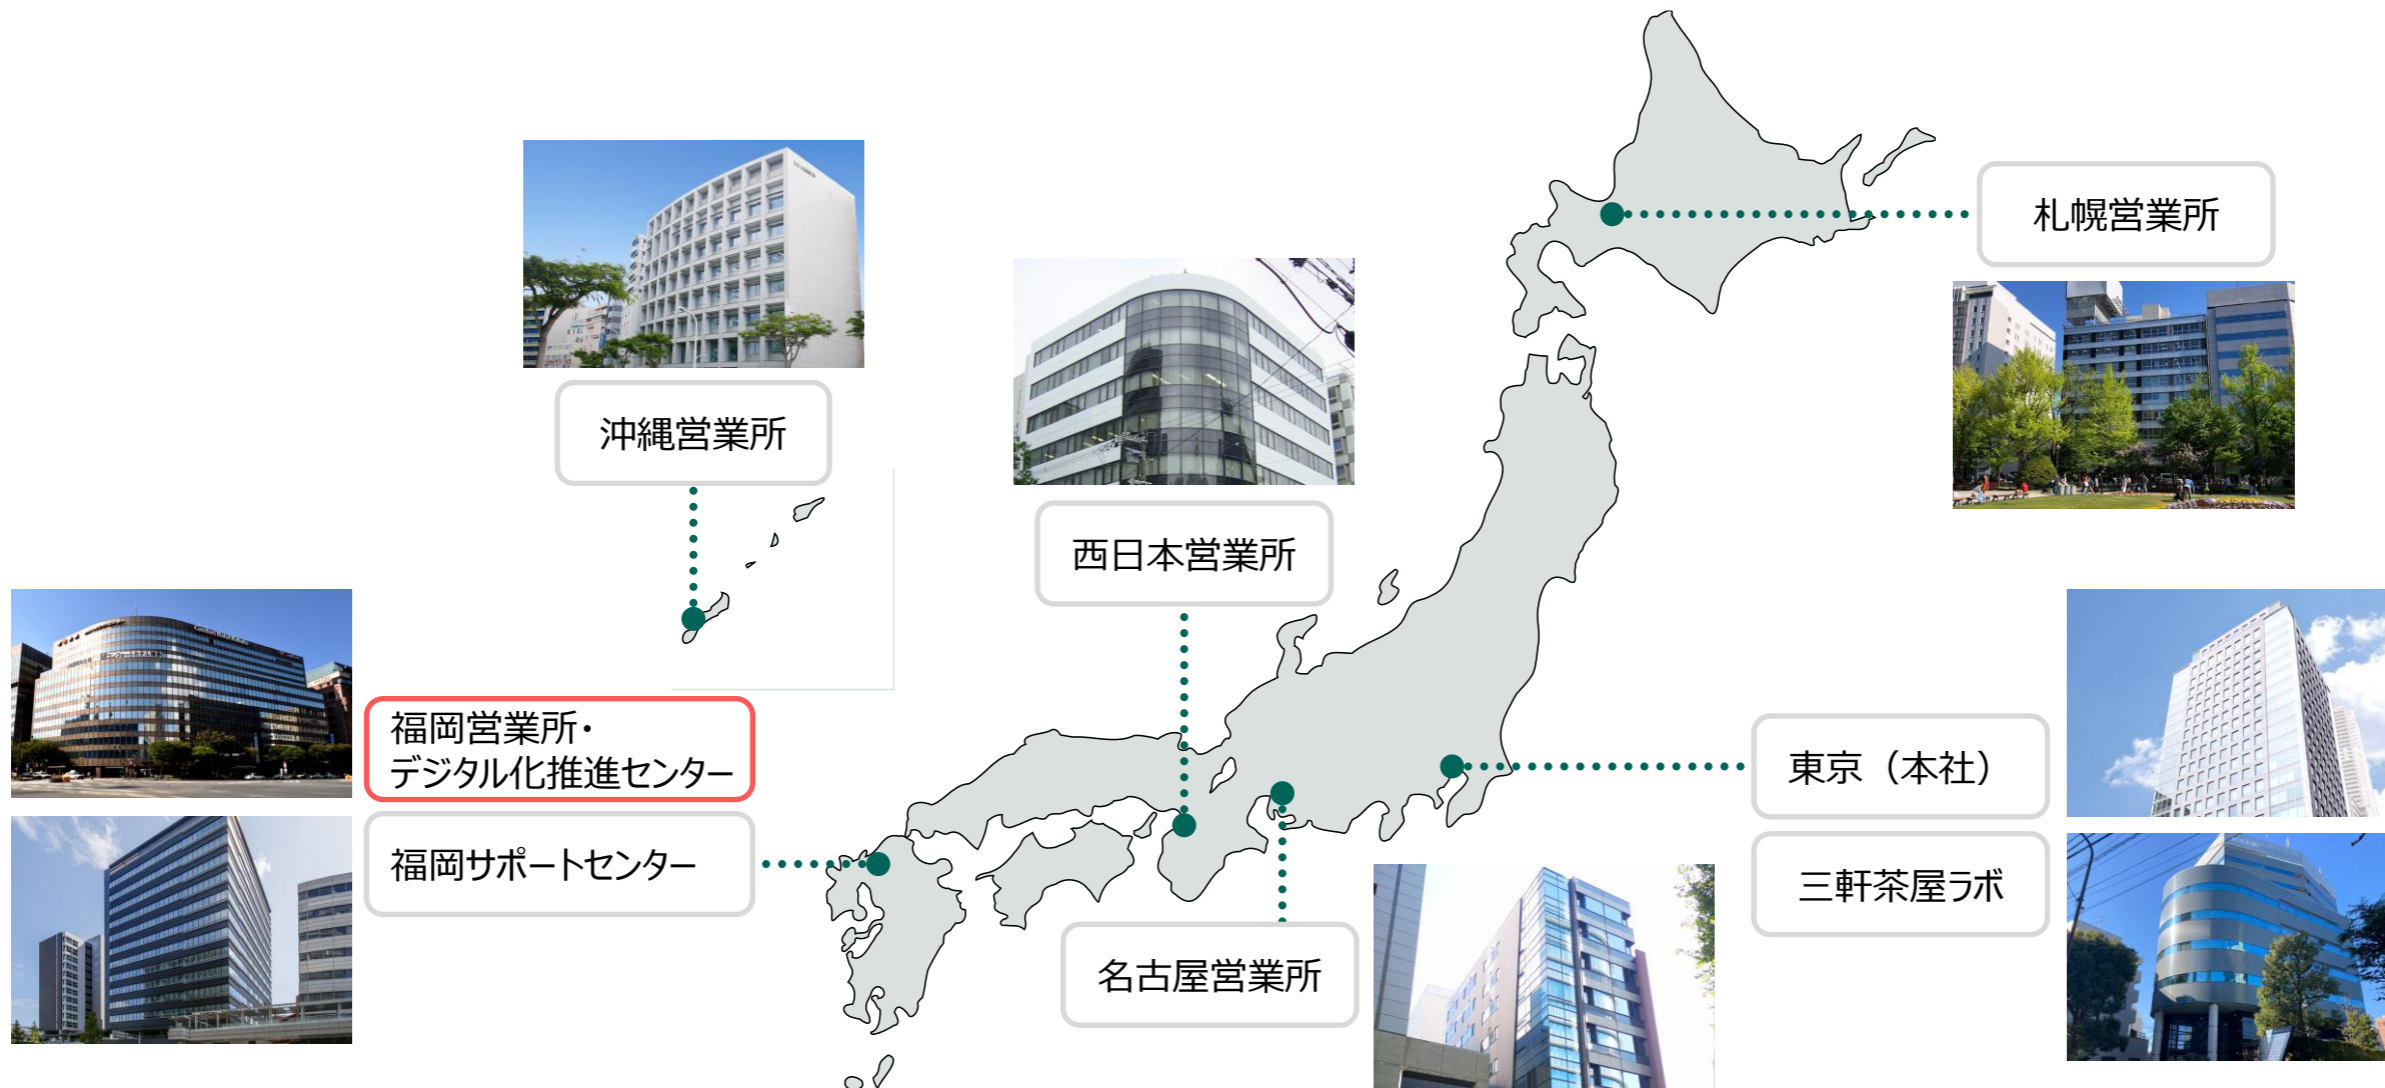 札幌営業所
沖縄営業所
西日本営業所
福岡営業所・
デジタル化推進センター
東京（本社）
福岡サポートセンター
三軒茶屋ラボ
名古屋営業所